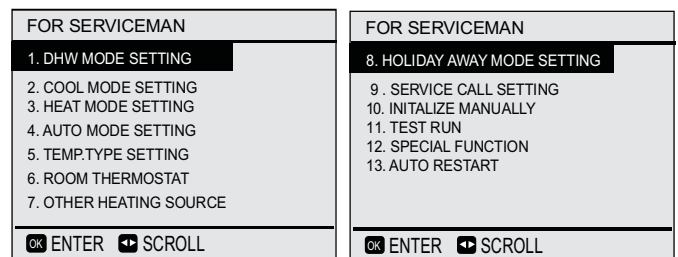 FOR SERVICEMAN
1. DHW MODE SETTING
2. COOL MODE SETTING
3. HEAT MODE SETTING
4. AUTO MODE SETTING
5. TEMP.TYPE SETTING
6. ROOM THERMOSTAT
7. OTHER HEATING SOURCE
OK ENTER SCROLL
FOR SERVICEMAN
8. HOLIDAY AWAY MODE SETTING
9 . SERVICE CALL SETTING
10. INITALIZE MANUALLY
11. TEST RUN
12. SPECIAL FUNCTION
13. AUTO RESTART
OK ENTER SCROLL